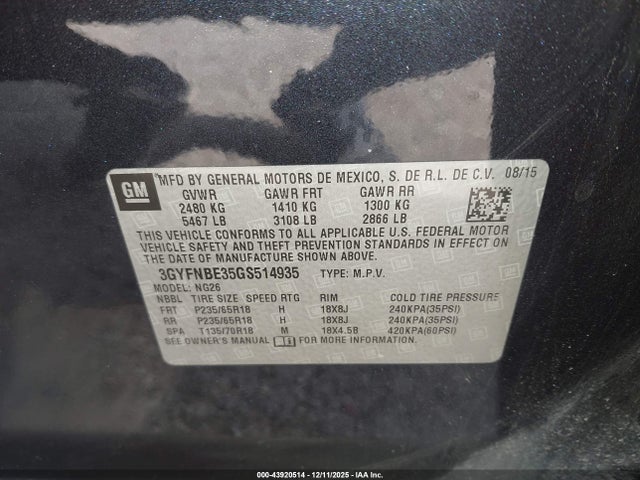 GM
MFD BY GENERAL MOTORS DE MEXICO, S. DE R.L. DE C.V. 08/15
GVWR GAWR FRT GAWR RR
2480 KG 1410 KG 1300 KG
5467 LB 3108 LB 2866 LB
THIS VEHICLE CONFORMS TO ALL APPLICABLE U.S. FEDERAL MOTOR
VEHICLE SAFETY AND THEFT PREVENTION STANDARDS IN EFFECT
ON THE DATE OF MANUFACTURE SHOWN ABOVE.
3GYFNBE35GS514935 TYPE: M.P.V.
MODEL: NG26
NBBL TIRE SIZE SPEED RTG RIM COLD TIRE PRESSURE
FRT P235/65R18 H 18X8J 240KPA(35PSI)
RR P235/65R18 H 18X8J 240KPA(35PSI)
SPA T135/70R18 M 18X4.5B 420KPA(60PSI)
SEE OWNER'S MANUAL FOR MORE INFORMATION.
000-43920514 - 12/11/2025 - IAAI, Inc.